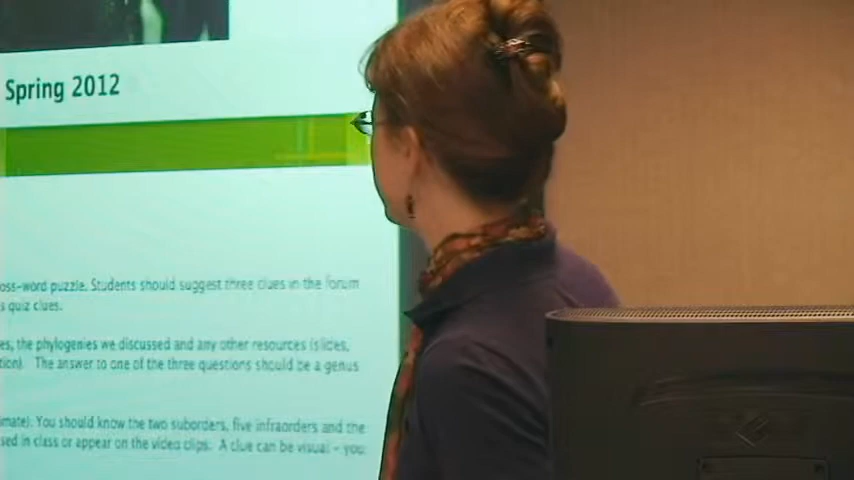 Spring 2012
oss-word puzzle. Students should suggest three clues in the forum
s quiz clues.
es, the phylogenies we discussed and any other resources (slides,
tion). The answer to one of the three questions should be a genus
imate). You should know the two suborders, five infraorders and the
sed in class or appear on the video clips. A clue can be visual – you